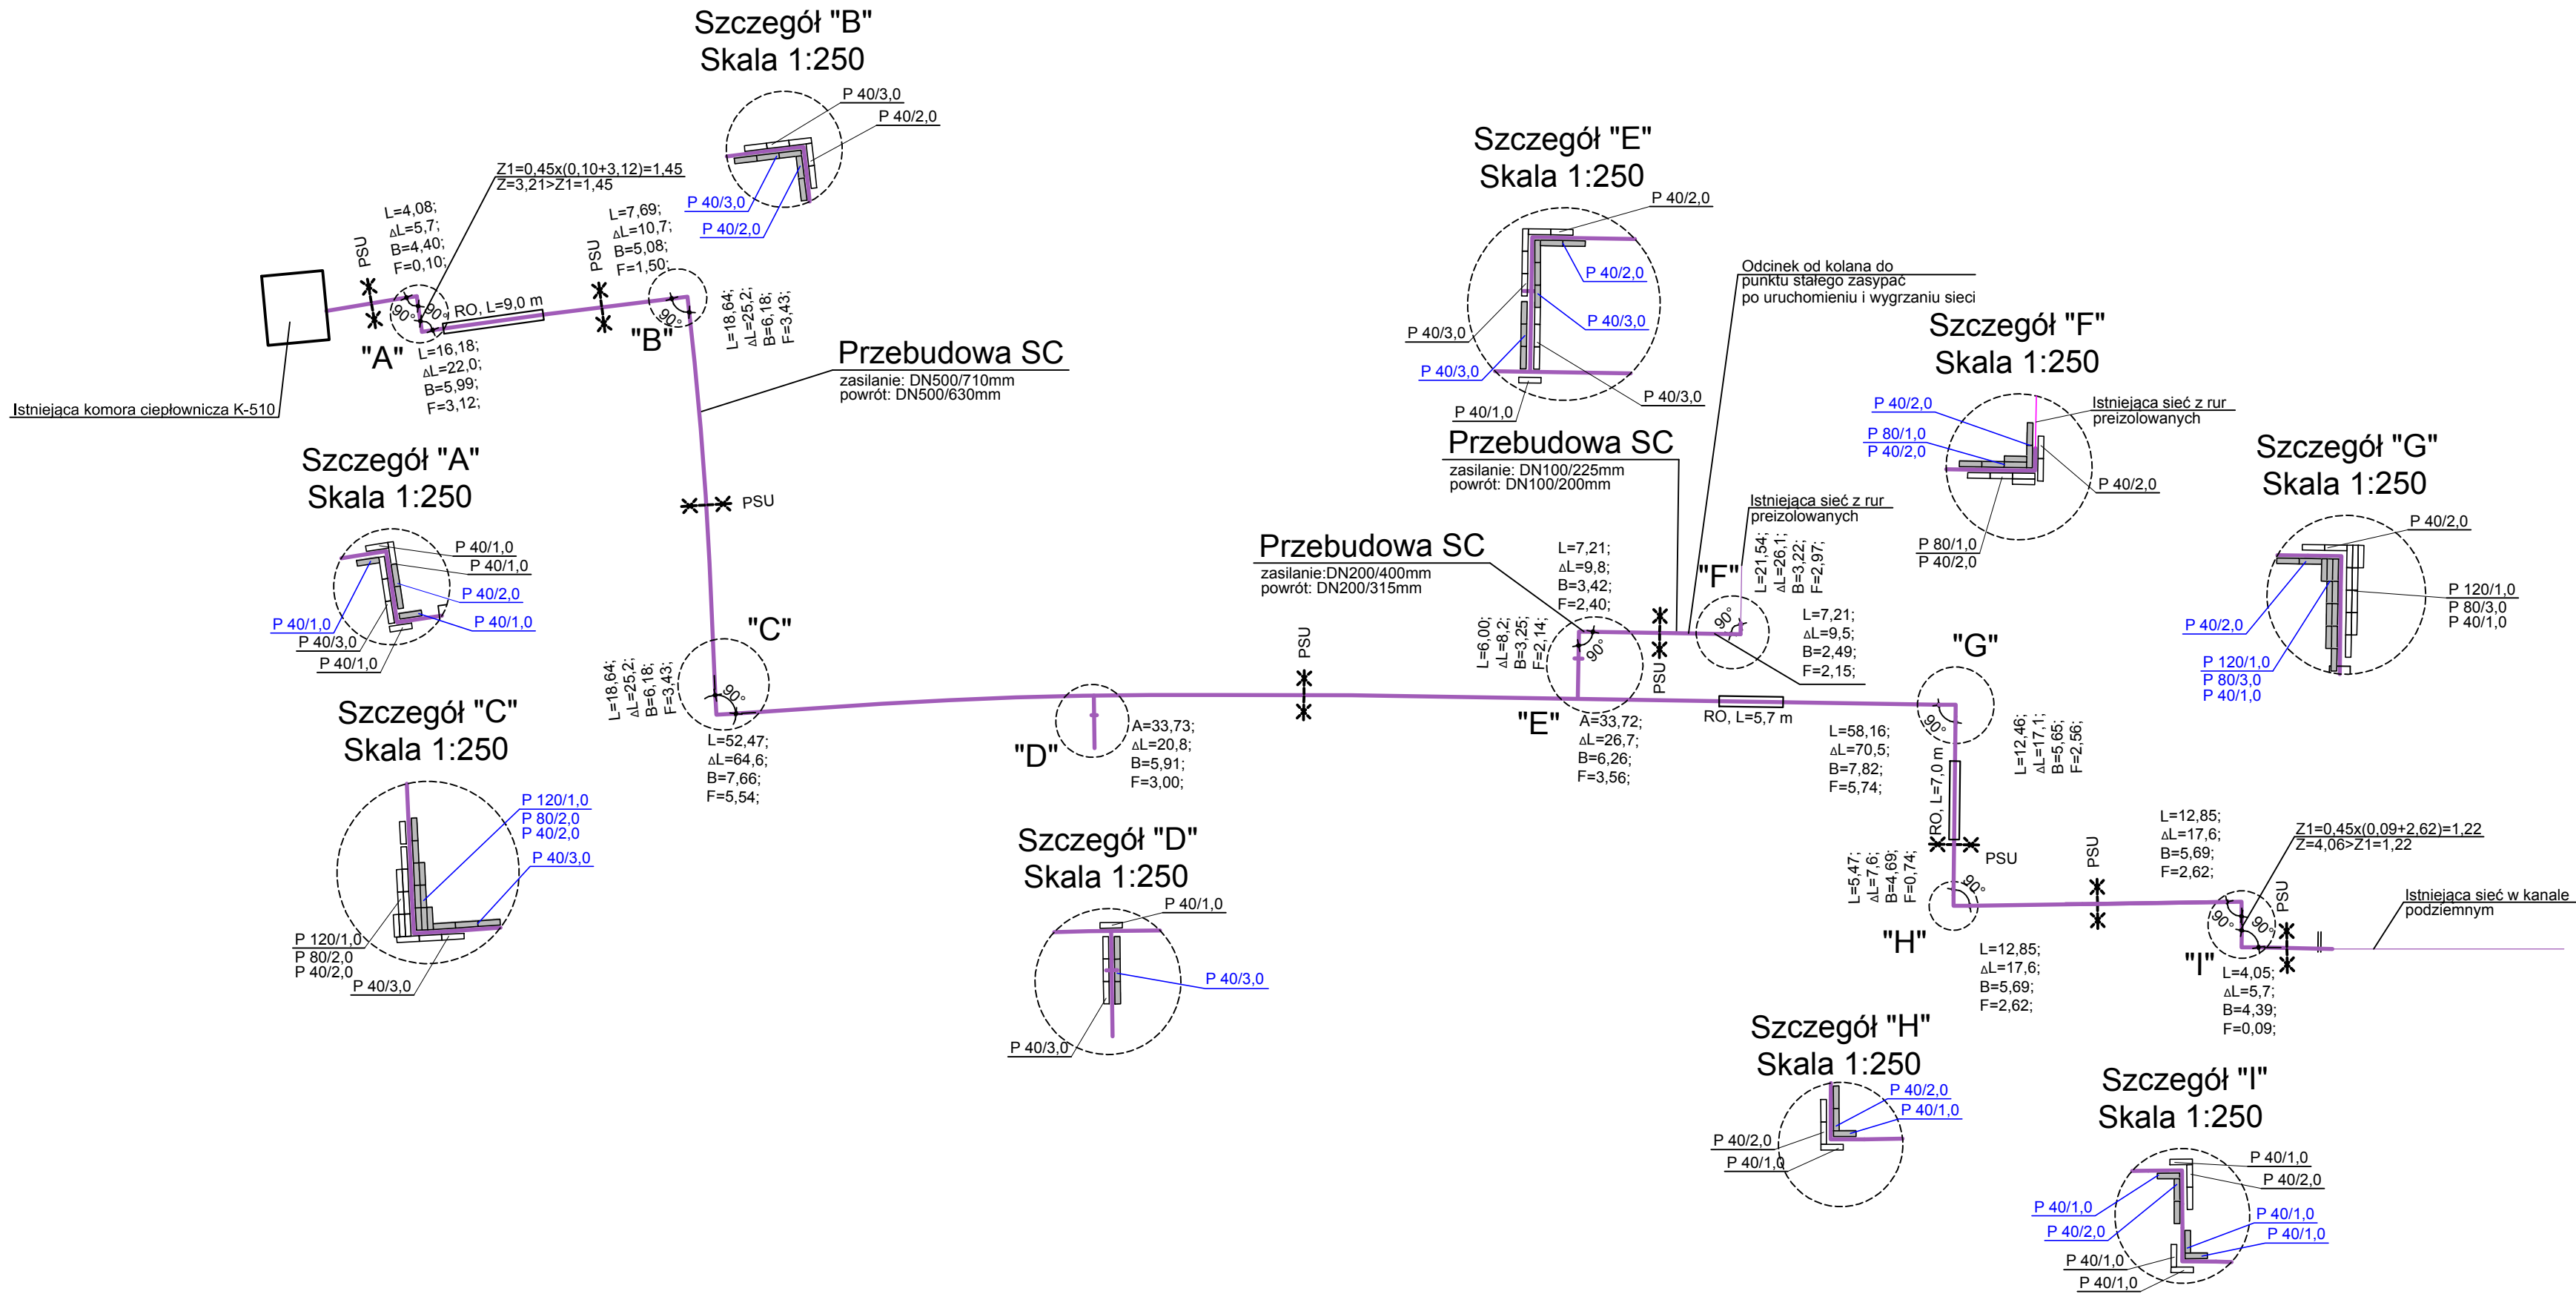 Szczegół "B"
Skala 1:250
P 40/3,0
P 40/2,0
P 40/3,0
P 40/2,0
Z1=0,45x(0,10+3,12)=1,45
Z=3,21>Z1=1,45
L=4,08;
ΔL=5,7;
B=4,40;
F=0,10;
PSU
L=7,69;
ΔL=10,7;
B=5,08;
F=1,50;
PSU
RO, L=9,0 m
90°
90°
90°
"A"
"B"
L=16,18;
ΔL=22,0;
B=5,99;
F=3,12;
L=18,64;
ΔL=25,2;
B=6,18;
F=3,43;
Istniejąca komora ciepłownicza K-510
Przebudowa SC
zasilanie: DN500/710mm
powrót: DN500/630mm
PSU
Szczegół "A"
Skala 1:250
P 40/1,0
P 40/1,0
P 40/2,0
P 40/1,0
P 40/1,0
P 40/3,0
P 40/1,0
"C"
90°
L=18,64;
ΔL=25,2;
B=6,18;
F=3,43;
L=52,47;
ΔL=64,6;
B=7,66;
F=5,54;
Szczegół "C"
Skala 1:250
P 120/1,0
P 80/2,0
P 40/2,0
P 40/3,0
P 120/1,0
P 80/2,0
P 40/2,0
P 40/3,0
"D"
A=33,73;
ΔL=20,8;
B=5,91;
F=3,00;
Szczegół "D"
Skala 1:250
P 40/1,0
P 40/3,0
P 40/3,0
PSU
Szczegół "E"
Skala 1:250
P 40/2,0
P 40/2,0
P 40/3,0
P 40/3,0
P 40/3,0
P 40/3,0
P 40/1,0
Odcinek od kolana do
punktu stałego zasypać
po uruchomieniu i wygrzaniu sieci
Przebudowa SC
zasilanie: DN100/225mm
powrót: DN100/200mm
Przebudowa SC
zasilanie:DN200/400mm
powrót: DN200/315mm
Istniejąca sieć z rur
preizolowanych
L=7,21;
ΔL=9,8;
B=3,42;
F=2,40;
L=6,00;
ΔL=8,2;
B=3,25;
F=2,14;
90°
PSU
"E"
A=33,72;
ΔL=26,7;
B=6,26;
F=3,56;
"F"
90°
L=21,54;
ΔL=26,1;
B=3,22;
F=2,97;
L=7,21;
ΔL=9,5;
B=2,49;
F=2,15;
RO, L=5,7 m
Szczegół "F"
Skala 1:250
P 40/2,0
P 80/1,0
P 40/2,0
Istniejąca sieć z rur
preizolowanych
P 40/2,0
P 80/1,0
P 40/2,0
Szczegół "G"
Skala 1:250
P 40/2,0
P 120/1,0
P 80/3,0
P 40/1,0
P 40/2,0
P 120/1,0
P 80/3,0
P 40/1,0
"G"
90°
L=58,16;
ΔL=70,5;
B=7,82;
F=5,74;
L=12,46;
ΔL=17,1;
B=5,65;
F=2,56;
RO, L=7,0 m
PSU
L=5,47;
ΔL=7,6;
B=4,69;
F=0,74;
90°
"H"
L=12,85;
ΔL=17,6;
B=5,69;
F=2,62;
PSU
L=12,85;
ΔL=17,6;
B=5,69;
F=2,62;
Z1=0,45x(0,09+2,62)=1,22
Z=4,06>Z1=1,22
PSU
90°
90°
"I"
L=4,05;
ΔL=5,7;
B=4,39;
F=0,09;
Istniejąca sieć w kanale
podziemnym
Szczegół "H"
Skala 1:250
P 40/2,0
P 40/1,0
P 40/2,0
P 40/1,0
Szczegół "I"
Skala 1:250
P 40/1,0
P 40/2,0
P 40/1,0
P 40/2,0
P 40/1,0
P 40/1,0
P 40/1,0
P 40/1,0